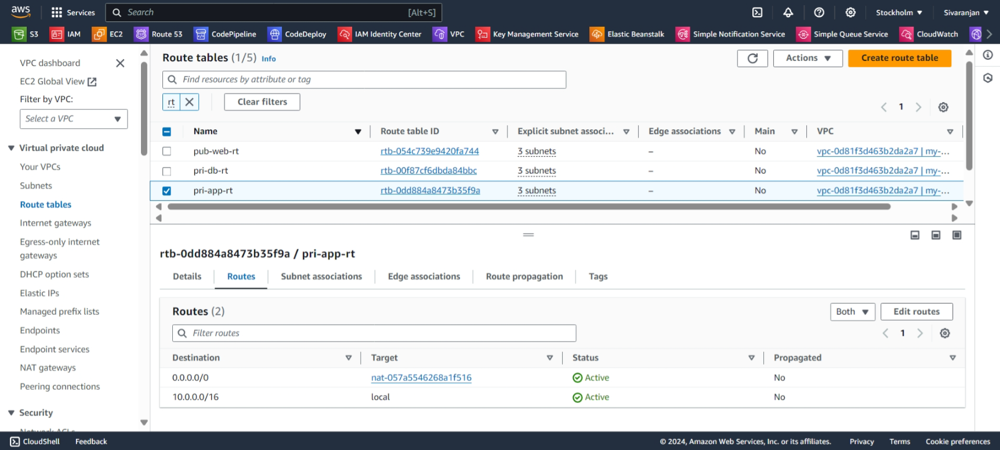 aws Services Search [Alt+S] Stockholm ▼ Sivaranjan ▼
S3 IAM EC2 Route 53 CodePipeline CodeDeploy IAM Identity Center VPC Key Management Service Elastic Beanstalk Simple Notification Service Simple Queue Service CloudWatch
VPC dashboard
EC2 Global View
Filter by VPC:
Select a VPC
Virtual private cloud
Your VPCs
Subnets
Route tables
Internet gateways
Egress-only internet
gateways
DHCP option sets
Elastic IPs
Managed prefix lists
Endpoints
Endpoint services
NAT gateways
Peering connections
Security
Network ACLs
Route tables (1/5) Info
Actions Create route table
Find resources by attribute or tag
rt Clear filters
1
Name Route table ID Explicit subnet associ... Edge associations Main VPC
pub-web-rt rtb-054c739e9420fa744 3 subnets – No vpc-0d81f3d463b2da2a7 | my-...
pri-db-rt rtb-00f87cf6dbda84bbc 3 subnets – No vpc-0d81f3d463b2da2a7 | my-...
pri-app-rt rtb-0dd884a8473b35f9a 3 subnets – No vpc-0d81f3d463b2da2a7 | my-...
rtb-0dd884a8473b35f9a / pri-app-rt
Details Routes Subnet associations Edge associations Route propagation Tags
Routes (2)
Both Edit routes
Filter routes
1
Destination Target Status Propagated
0.0.0.0/0 nat-057a5546268a1f516 Active No
10.0.0.0/16 local Active No
CloudShell Feedback © 2024, Amazon Web Services, Inc. or its affiliates. Privacy Terms Cookie preferences